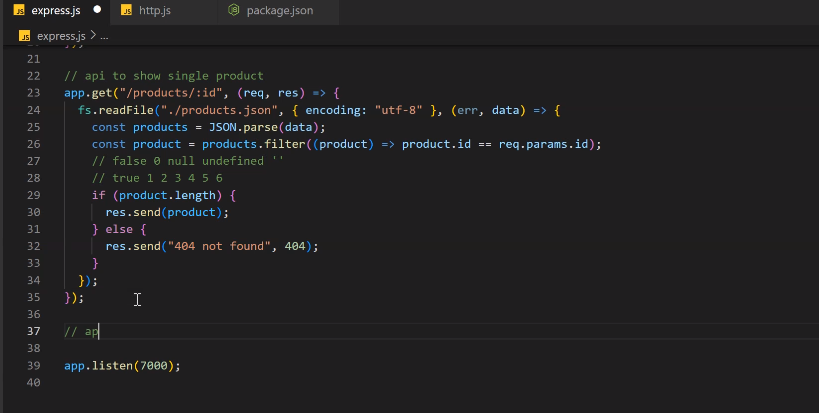 JS express.js JS http.js package.json
JS express.js > ...
21
22 // api to show single product
23 app.get("/products/:id", (req, res) => {
24 fs.readFile("./products.json", { encoding: "utf-8" }, (err, data) => {
25 const products = JSON.parse(data);
26 const product = products.filter((product) => product.id == req.params.id);
27 // false 0 null undefined ''
28 // true 1 2 3 4 5 6
29 if (product.length) {
30 res.send(product);
31 } else {
32 res.send("404 not found", 404);
33 }
34 });
35 });
36
37 // ap
38
39 app.listen(7000);
40